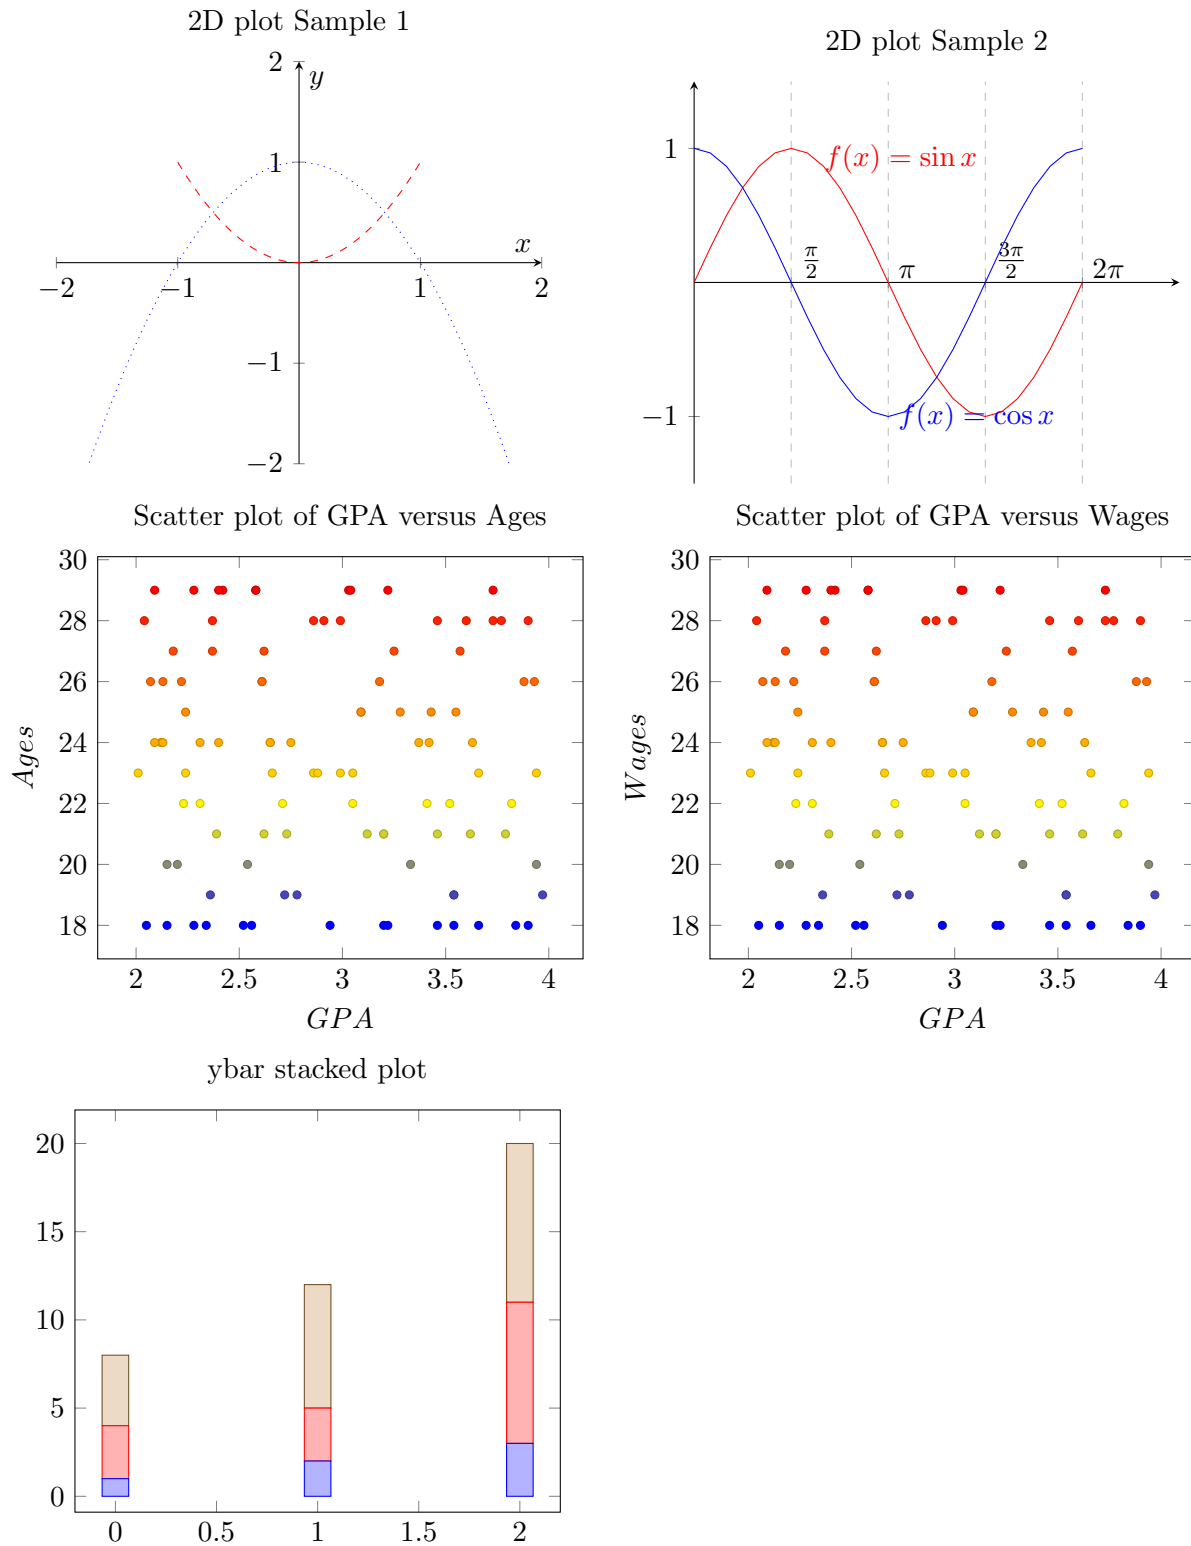 2D plot Sample 1
2
y
1
x
−2
−1
1
2
−1
−2
2D plot Sample 2
1
f(x) = sin x
π/2
π
3π/2
2π
−1
f(x) = cos x
Scatter plot of GPA versus Ages
30
28
26
24
22
20
18
Ages
2
2.5
3
3.5
4
GPA
Scatter plot of GPA versus Wages
30
28
26
24
22
20
18
Wages
2
2.5
3
3.5
4
GPA
ybar stacked plot
20
15
10
5
0
0
0.5
1
1.5
2